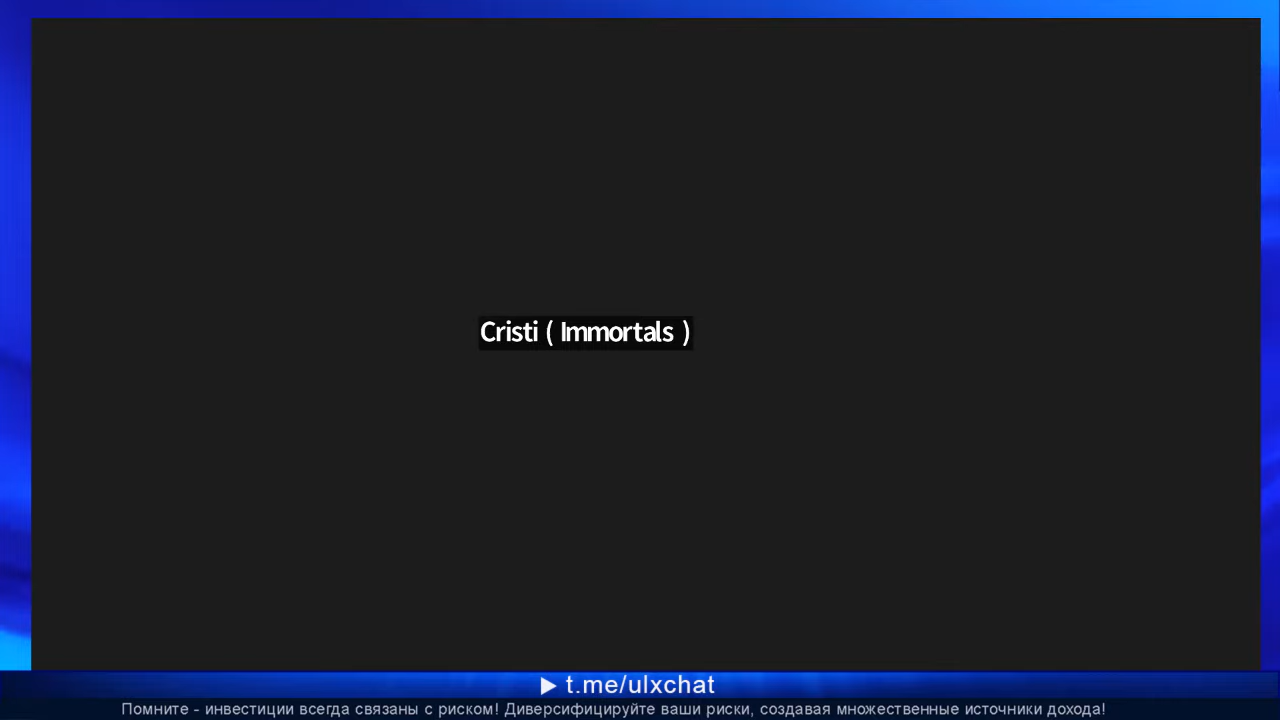 Cristi ( Immortals )
t.me/ulxchat
Помните - инвестиции всегда связаны с риском! Диверсифицируйте ваши риски, создавая множественные источники дохода!